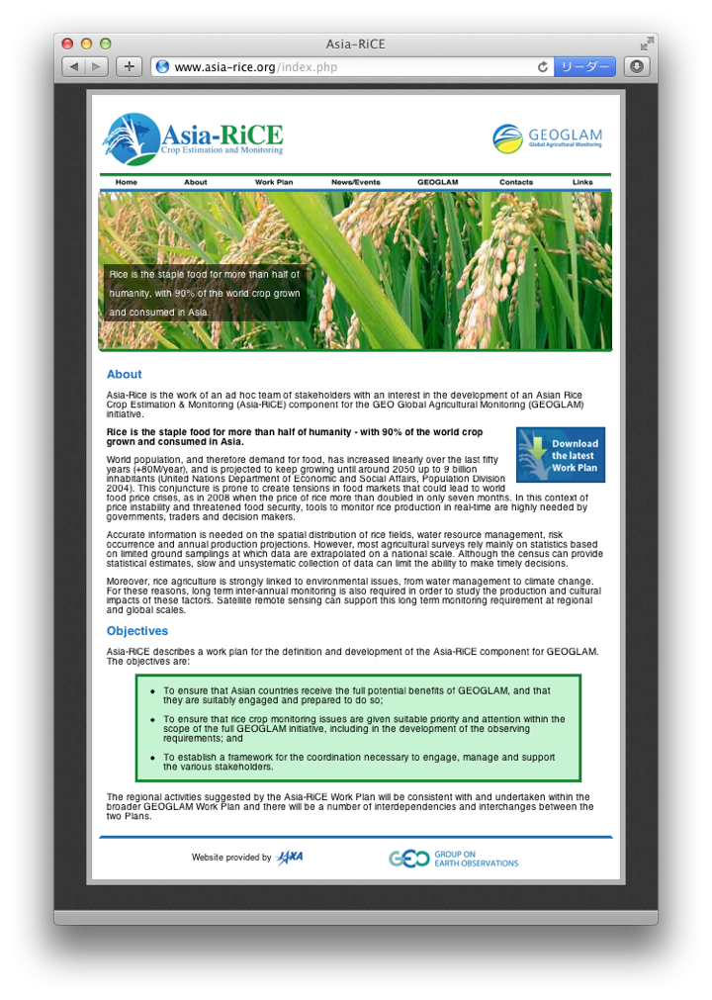 Asia-RiCE
www.asia-rice.org/index.php
リーダー
Asia-RiCE
Crop Estimation and Monitoring
GEOGLAM
Global Agricultural Monitoring
Home About Work Plan News/Events GEOGLAM Contacts Links
Rice is the staple food for more than half of
humanity, with 90% of the world crop grown
and consumed in Asia.
About
Asia-Rice is the work of an ad hoc team of stakeholders with an interest in the development of an Asian Rice
Crop Estimation & Monitoring (Asia-RiCE) component for the GEO Global Agricultural Monitoring (GEOGLAM)
initiative.
Rice is the staple food for more than half of humanity - with 90% of the world crop
grown and consumed in Asia.
Download
the latest
Work Plan
World population, and therefore demand for food, has increased linearly over the last fifty
years (+80M/year), and is projected to keep growing until around 2050 up to 9 billion
inhabitants (United Nations Department of Economic and Social Affairs, Population Division
2004). This conjuncture is prone to create tensions in food markets that could lead to world
food price crises, as in 2008 when the price of rice more than doubled in only seven months. In this context of
price instability and threatened food security, tools to monitor rice production in real-time are highly needed by
governments, traders and decision makers.
Accurate information is needed on the spatial distribution of rice fields, water resource management, risk
occurrence and annual production projections. However, most agricultural surveys rely mainly on statistics based
on limited ground samplings at which data are extrapolated on a national scale. Although the census can provide
statistical estimates, slow and unsystematic collection of data can limit the ability to make timely decisions.
Moreover, rice agriculture is strongly linked to environmental issues, from water management to climate change.
For these reasons, long term inter-annual monitoring is also required in order to study the production and cultural
impacts of these factors. Satellite remote sensing can support this long term monitoring requirement at regional
and global scales.
Objectives
Asia-RiCE describes a work plan for the definition and development of the Asia-RiCE component for GEOGLAM.
The objectives are:
• To ensure that Asian countries receive the full potential benefits of GEOGLAM, and that
they are suitably engaged and prepared to do so;
• To ensure that rice crop monitoring issues are given suitable priority and attention within the
scope of the full GEOGLAM initiative, including in the development of the observing
requirements; and
• To establish a framework for the coordination necessary to engage, manage and support
the various stakeholders.
The regional activities suggested by the Asia-RiCE Work Plan will be consistent with and undertaken within the
broader GEOGLAM Work Plan and there will be a number of interdependencies and interchanges between the
two Plans.
Website provided by JAXA
GEO GROUP ON
EARTH OBSERVATIONS